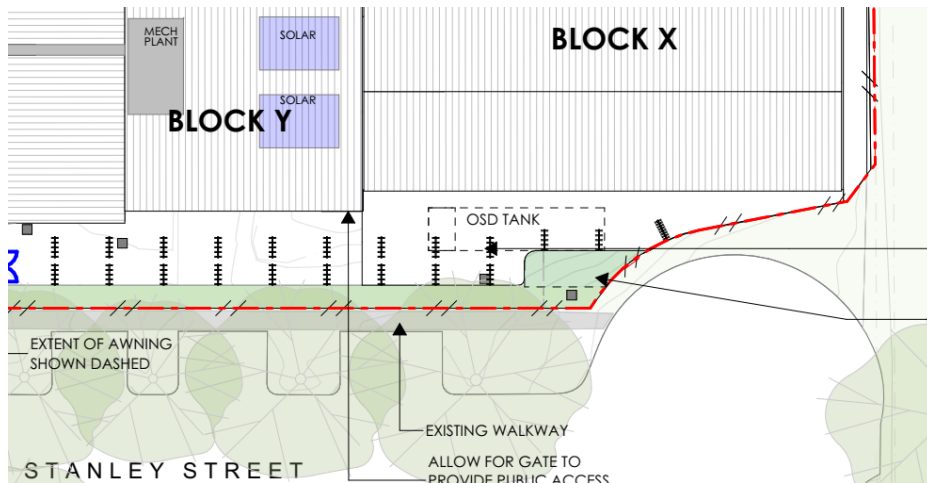 MECH
PLANT
SOLAR
BLOCK X
SOLAR
BLOCK Y
OSD TANK
EXTENT OF AWNING
SHOWN DASHED
EXISTING WALKWAY
STANLEY STREET
ALLOW FOR GATE TO
PROVIDE PUBLIC ACCESS